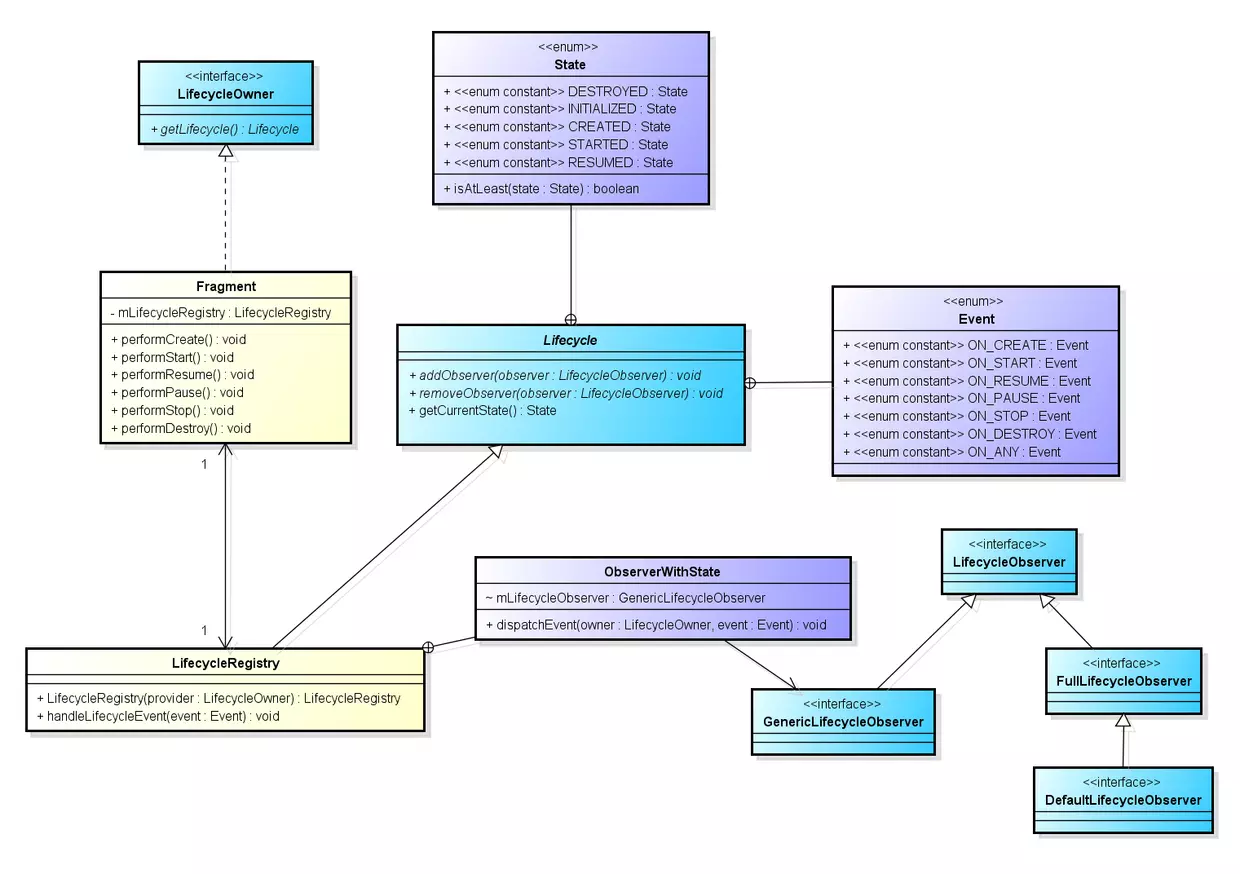 <<interface>>
LifecycleOwner
+ getLifecycle() : Lifecycle
<<enum>>
State
+ <<enum constant>> DESTROYED : State
+ <<enum constant>> INITIALIZED : State
+ <<enum constant>> CREATED : State
+ <<enum constant>> STARTED : State
+ <<enum constant>> RESUMED : State
+ isAtLeast(state : State) : boolean
Fragment
- mLifecycleRegistry : LifecycleRegistry
+ performCreate() : void
+ performStart() : void
+ performResume() : void
+ performPause() : void
+ performStop() : void
+ performDestroy() : void
Lifecycle
+ addObserver(observer : LifecycleObserver) : void
+ removeObserver(observer : LifecycleObserver) : void
+ getCurrentState() : State
<<enum>>
Event
+ <<enum constant>> ON_CREATE : Event
+ <<enum constant>> ON_START : Event
+ <<enum constant>> ON_RESUME : Event
+ <<enum constant>> ON_PAUSE : Event
+ <<enum constant>> ON_STOP : Event
+ <<enum constant>> ON_DESTROY : Event
+ <<enum constant>> ON_ANY : Event
1
1
LifecycleRegistry
+ LifecycleRegistry(provider : LifecycleOwner) : LifecycleRegistry
+ handleLifecycleEvent(event : Event) : void
ObserverWithState
~ mLifecycleObserver : GenericLifecycleObserver
+ dispatchEvent(owner : LifecycleOwner, event : Event) : void
<<interface>>
LifecycleObserver
<<interface>>
GenericLifecycleObserver
<<interface>>
FullLifecycleObserver
<<interface>>
DefaultLifecycleObserver